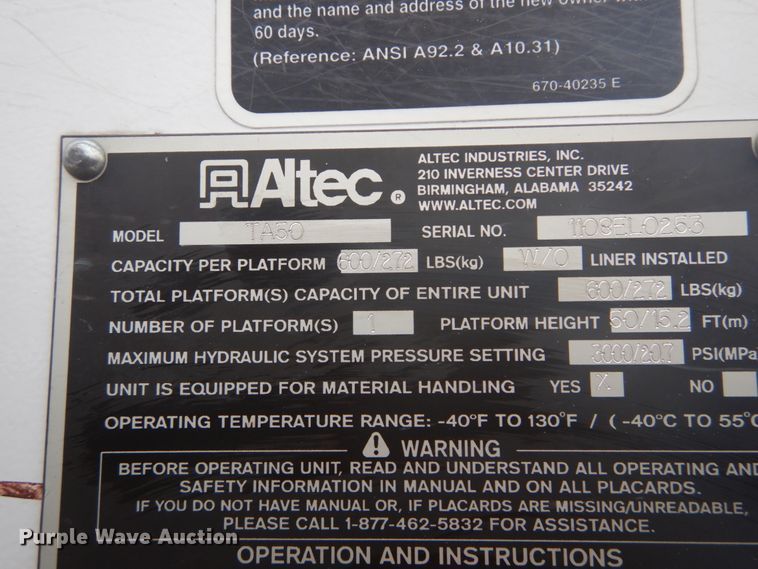 and the name and address of the new owner
60 days.
(Reference: ANSI A92.2 & A10.31)
670-40235 E
Altec®
ALTEC INDUSTRIES, INC.
210 INVERNESS CENTER DRIVE
BIRMINGHAM, ALABAMA 35242
WWW.ALTEC.COM
MODEL TA50 SERIAL NO. 1108EL0253
CAPACITY PER PLATFORM 600/272 LBS(kg) W/O LINER INSTALLED
TOTAL PLATFORM(S) CAPACITY OF ENTIRE UNIT 600/272 LBS(kg)
NUMBER OF PLATFORM(S) 1 PLATFORM HEIGHT 50/15.2 FT(m)
MAXIMUM HYDRAULIC SYSTEM PRESSURE SETTING 3000/20.7 PSI(MPa
UNIT IS EQUIPPED FOR MATERIAL HANDLING YES X NO
OPERATING TEMPERATURE RANGE: -40°F TO 130°F / (-40°C TO 55°C
WARNING
BEFORE OPERATING UNIT, READ AND UNDERSTAND ALL OPERATING AND
SAFETY INFORMATION IN MANUAL AND ON ALL PLACARDS.
IF YOU DO NOT HAVE MANUAL OR, IF PLACARDS ARE MISSING/UNREADABLE,
PLEASE CALL 1-877-462-5832 FOR ASSISTANCE.
OPERATION AND INSTRUCTIONS
Purple Wave Auction